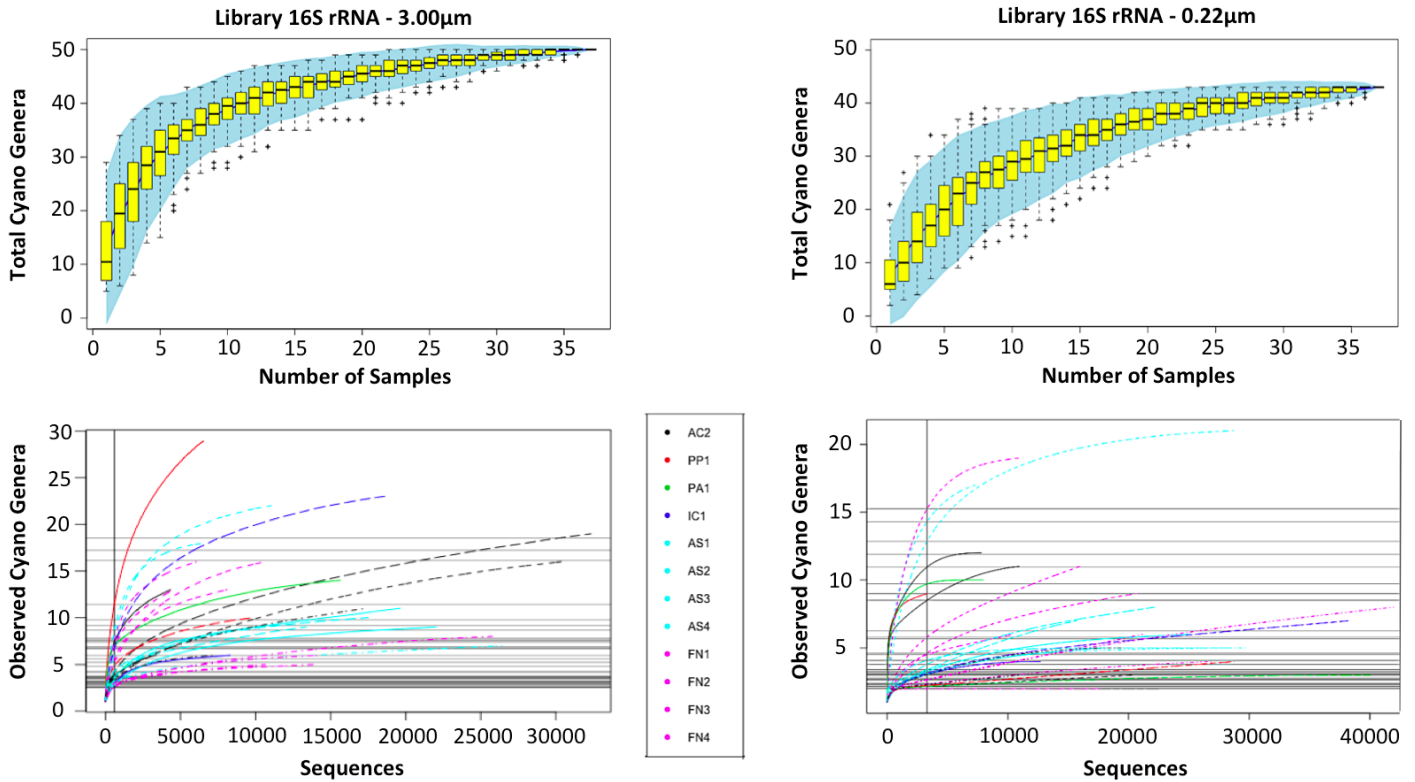 Library 16S rRNA - 3.00µm
Total Cyano Genera
50
40
30
20
10
0
0 5 10 15 20 25 30 35
Number of Samples
Library 16S rRNA - 0.22µm
Total Cyano Genera
50
40
30
20
10
0
0 5 10 15 20 25 30 35
Number of Samples
Observed Cyano Genera
30
25
20
15
10
5
0
0 5000 10000 15000 20000 25000 30000
Sequences
AC2
PP1
PA1
IC1
AS1
AS2
AS3
AS4
FN1
FN2
FN3
FN4
Observed Cyano Genera
20
15
10
5
0 10000 20000 30000 40000
Sequences